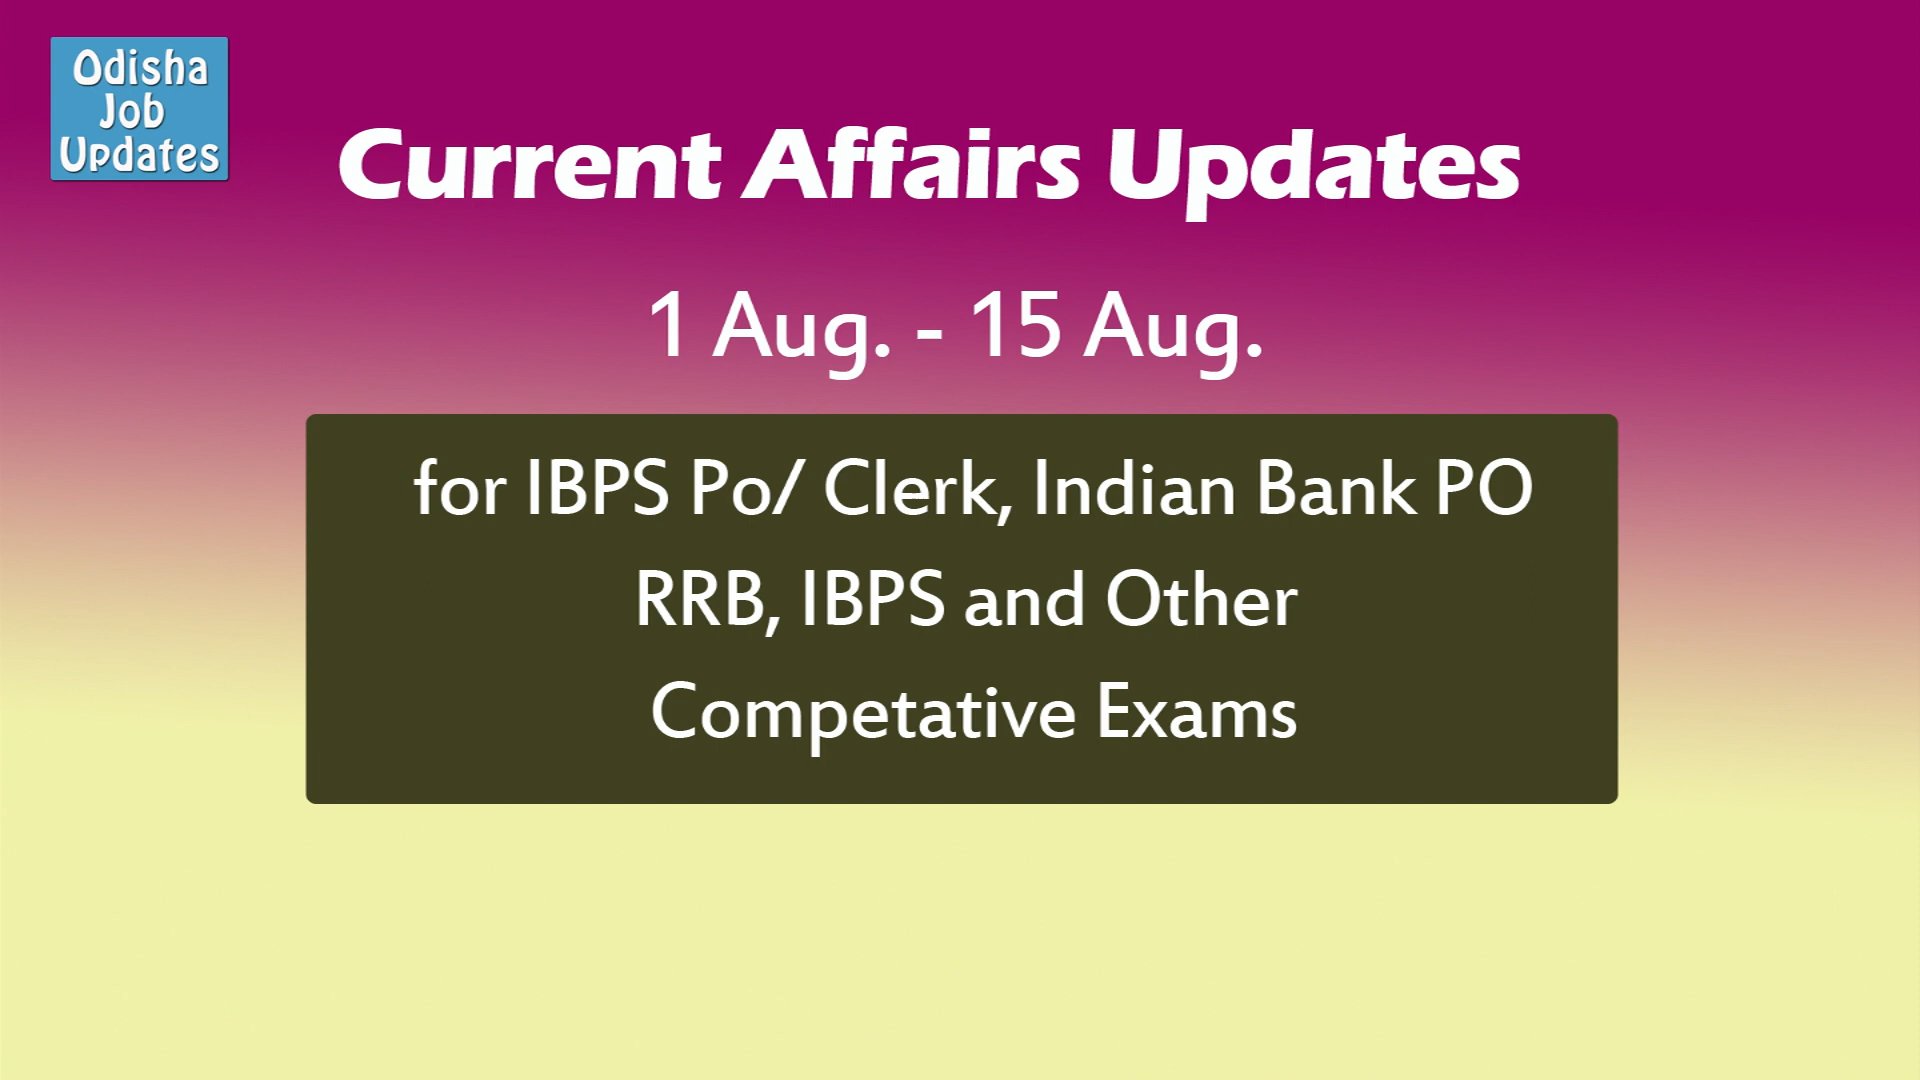 Odisha
Job
Updates
Current Affairs Updates
1 Aug. - 15 Aug.
for IBPS Po/ Clerk, Indian Bank PO
RRB, IBPS and Other
Competative Exams